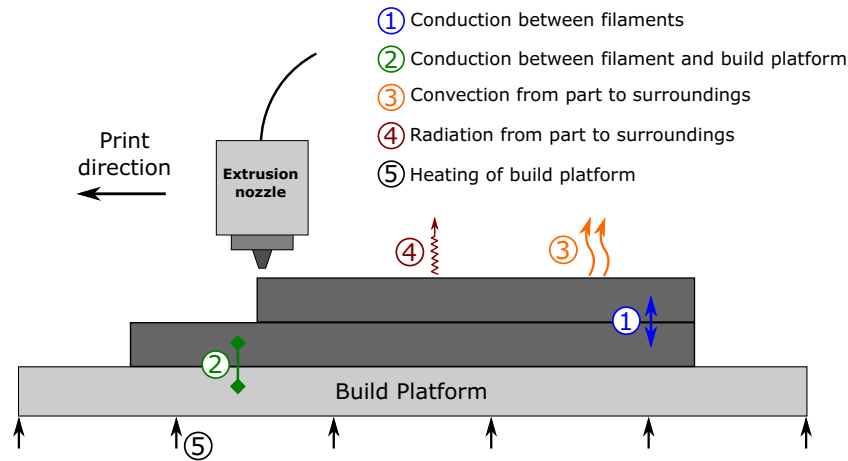 ① Conduction between filaments
② Conduction between filament and build platform
③ Convection from part to surroundings
④ Radiation from part to surroundings
⑤ Heating of build platform
Print
direction
Extrusion
nozzle
④
③
①
②
Build Platform
⑤